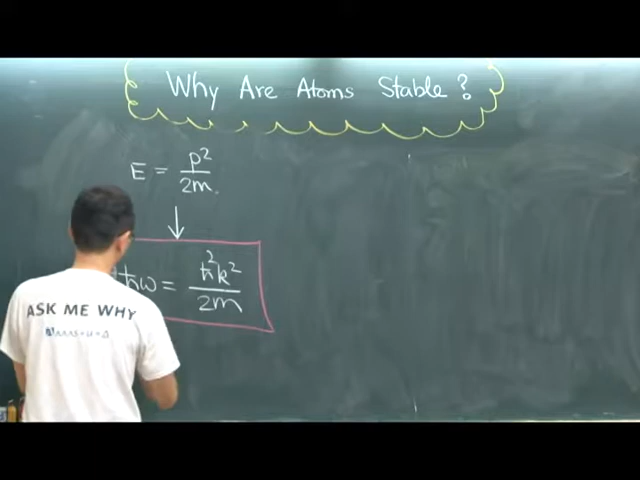 Why Are Atoms Stable?
E = p²/2m.
↓
ħω = ħ²k²/2m
ASK ME WHY